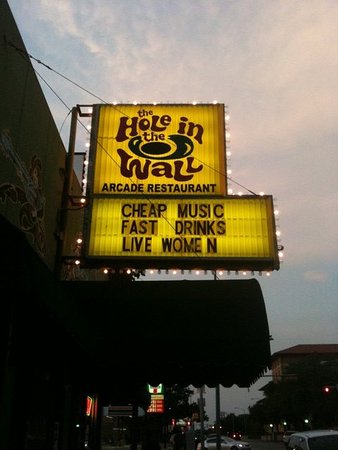 the
Hole in
the
Wall
ARCADE RESTAURANT
CHEAP MUSIC
FAST DRINKS
LIVE WOMEN